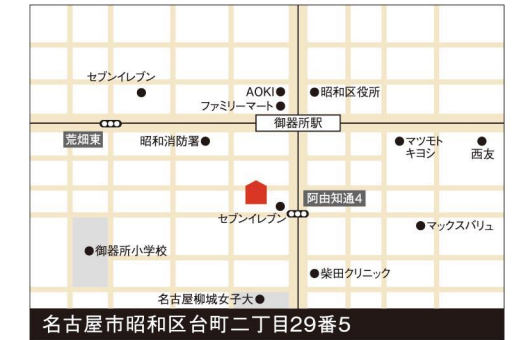 セブンイレブン
AOKI
昭和区役所
ファミリーマート
御器所駅
荒畑東
昭和消防署
マツモト
キヨシ
西友
阿由知通4
セブンイレブン
マックスバリュ
御器所小学校
柴田クリニック
名古屋柳城女子大
名古屋市昭和区台町二丁目29番5